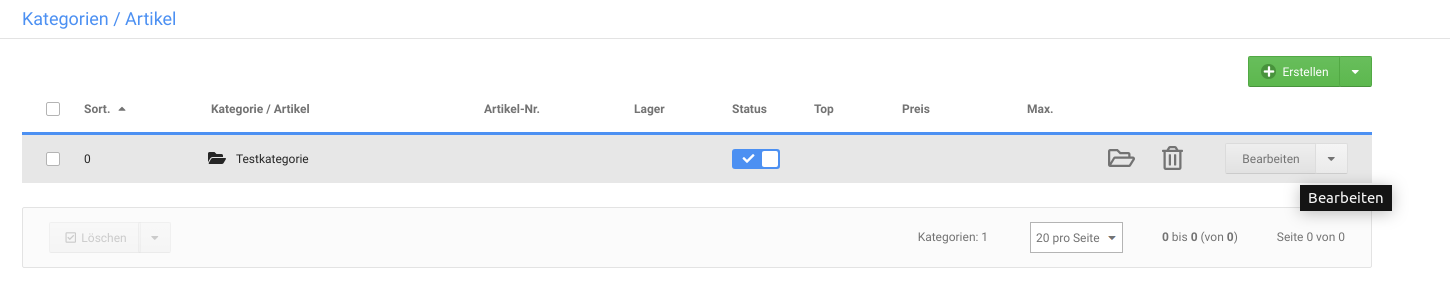 Kategorien / Artikel
Erstellen
Sort. Kategorie / Artikel Artikel-Nr. Lager Status Top Preis Max.
0 Testkategorie Bearbeiten
Bearbeiten
Löschen Kategorien: 1 20 pro Seite 0 bis 0 (von 0) Seite 0 von 0